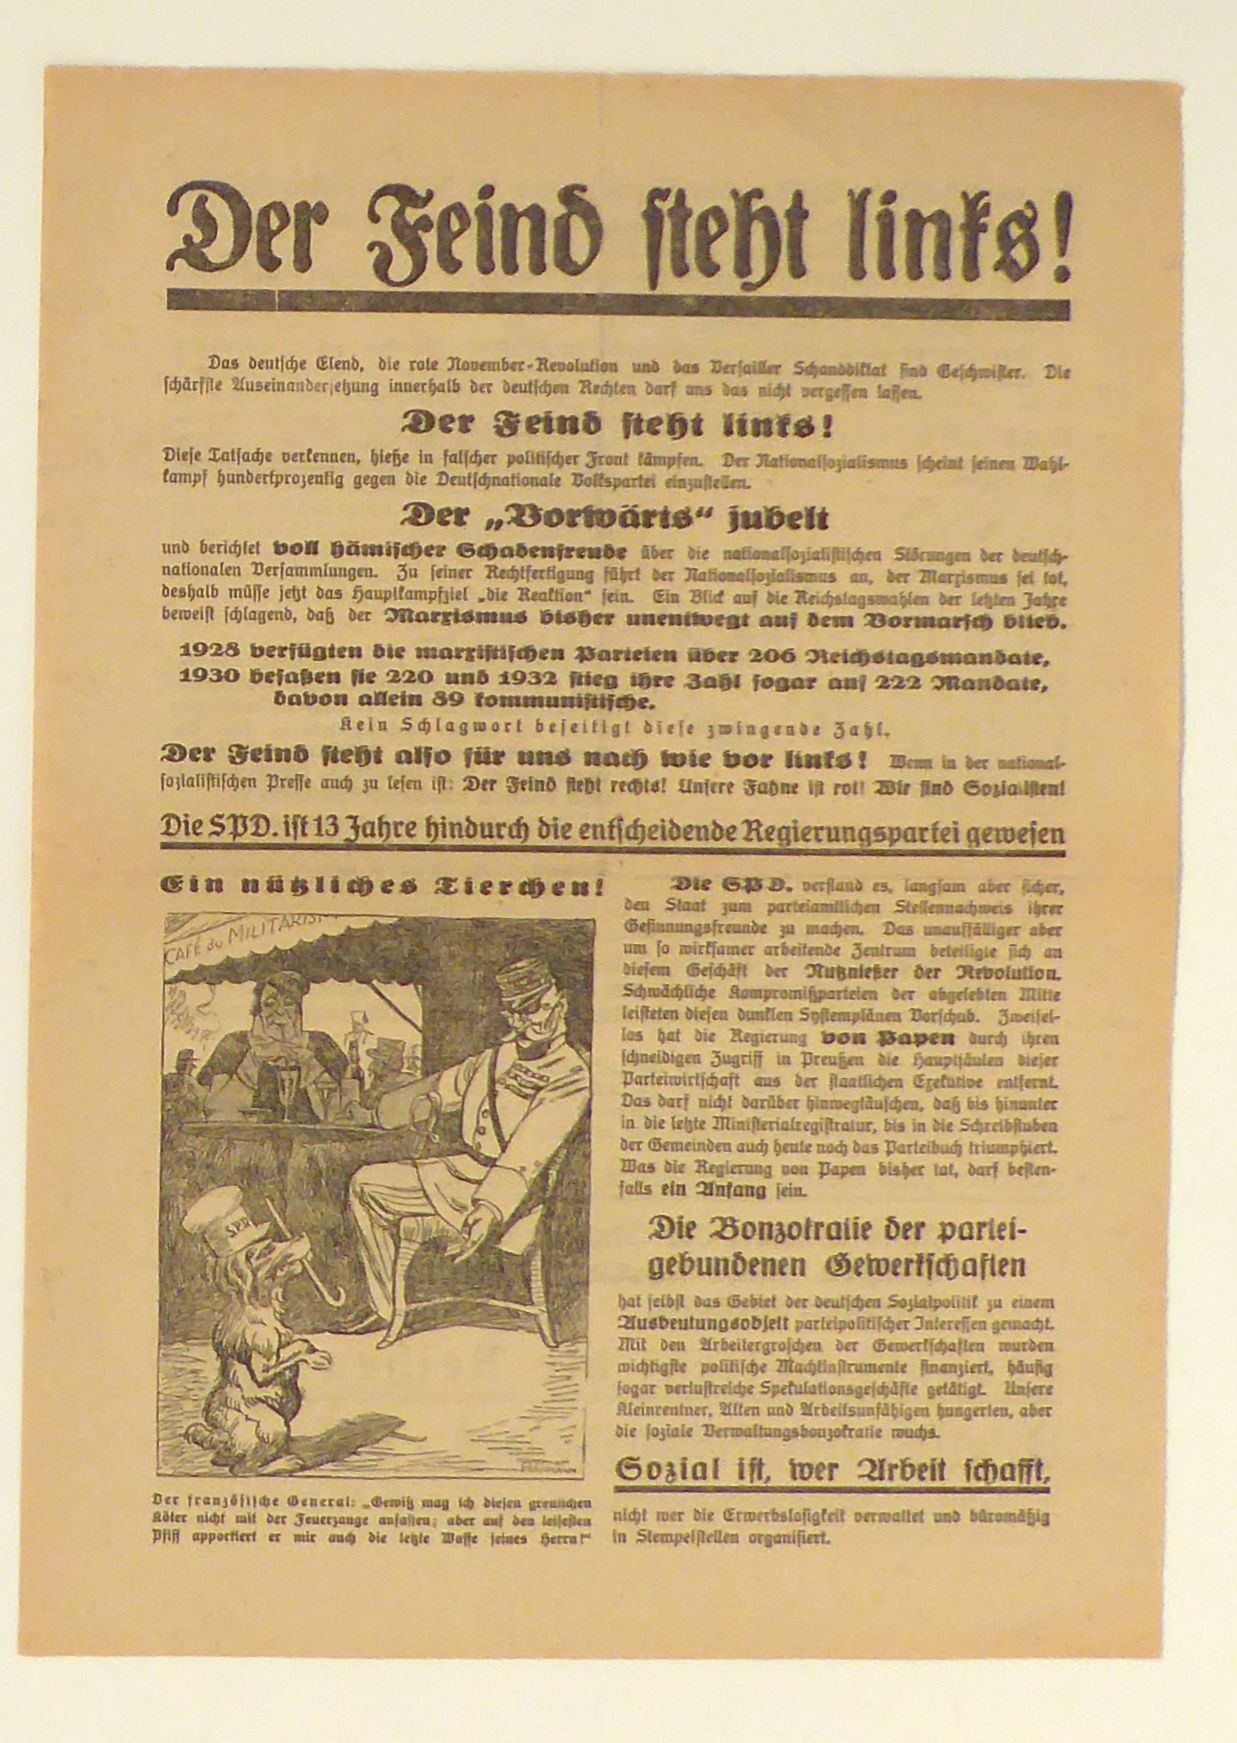 Der Feind steht links!
Das deutsche Elend, die rote November-Revolution und das Versailler Schanddiktat sind Geschwister. Die
schärfste Auseinandersetzung innerhalb der deutschen Rechten darf uns das nicht vergessen lassen.
Der Feind steht links!
Diese Tatsache verkennen, hieße in falscher politischer Front kämpfen. Der Nationalsozialismus scheint seinen Wahl-
kampf hundertprozentig gegen die Deutschnationale Volkspartei einzustellen.
Der „Vorwärts“ jubelt
und berichtet voll hämischer Schadenfreude über die nationalsozialistischen Störungen der deutsch-
nationalen Versammlungen. Zu seiner Rechtfertigung führt der Nationalsozialismus an, der Marxismus sei tot,
deshalb müsse jetzt das Hauptkampfziel „die Reaktion“ sein. Ein Blick auf die Reichstagswahlen der letzten Jahre
beweist schlagend, daß der Marxismus bisher unentwegt auf dem Vormarsch blieb.
1928 verfügten die marxistischen Parteien über 206 Reichstagsmandate,
1930 besaßen sie 220 und 1932 stieg ihre Zahl sogar auf 222 Mandate,
davon allein 89 kommunistische.
Kein Schlagwort beseitigt diese zwingende Zahl.
Der Feind steht also für uns nach wie vor links! Wenn in der national-
sozialistischen Presse auch zu lesen ist: Der Feind steht rechts! Unsere Fahne ist rot! Wir sind Sozialisten!
Die SPD. ist 13 Jahre hindurch die entscheidende Regierungspartei gewesen
Ein nützliches Tierchen!
CAFÉ du MILITARISM
SPD
Der französische General: „Gewiß mag ich diesen greulichen
Köter nicht mit der Feuerzange anfassen; aber auf den leisesten
Pfiff apportiert er mir auch die letzte Waffe seines Herrn!“
Die SPD. verstand es, langsam aber sicher,
den Staat zum parteiamtlichen Stellennachweis ihrer
Gesinnungsfreunde zu machen. Das unauffälliger aber
um so wirksamer arbeitende Zentrum beteiligte sich an
diesem Geschäft der Nutznießer der Revolution.
Schwächliche Kompromißparteien der abgelebten Mitte
leisteten diesen dunklen Systemplänen Vorschub. Zweifel-
los hat die Regierung von Papen durch ihren
schneidigen Zugriff in Preußen die Hauptsäulen dieser
Parteiwirtschaft aus der staatlichen Exekutive entfernt.
Das darf nicht darüber hinwegtäuschen, daß bis hinunter
in die letzte Ministerialregistratur, bis in die Schreibstuben
der Gemeinden auch heute noch das Parteibuch triumphiert.
Was die Regierung von Papen bisher tat, darf besten-
falls ein Anfang sein.
Die Bonzokratie der partei-
gebundenen Gewerkschaften
hat selbst das Gebiet der deutschen Sozialpolitik zu einem
Ausbeutungsobjekt parteipolitischer Interessen gemacht.
Mit den Arbeitergroschen der Gewerkschaften wurden
wichtigste politische Machtinstrumente finanziert, häufig
sogar verlustreiche Spekulationsgeschäfte getätigt. Unsere
Kleinrentner, Alten und Arbeitsunfähigen hungerten, aber
die soziale Verwaltungsbonzokratie wuchs.
Sozial ist, wer Arbeit schafft,
nicht wer die Erwerbslosigkeit verwaltet und büromäßig
in Stempelstellen organisiert.